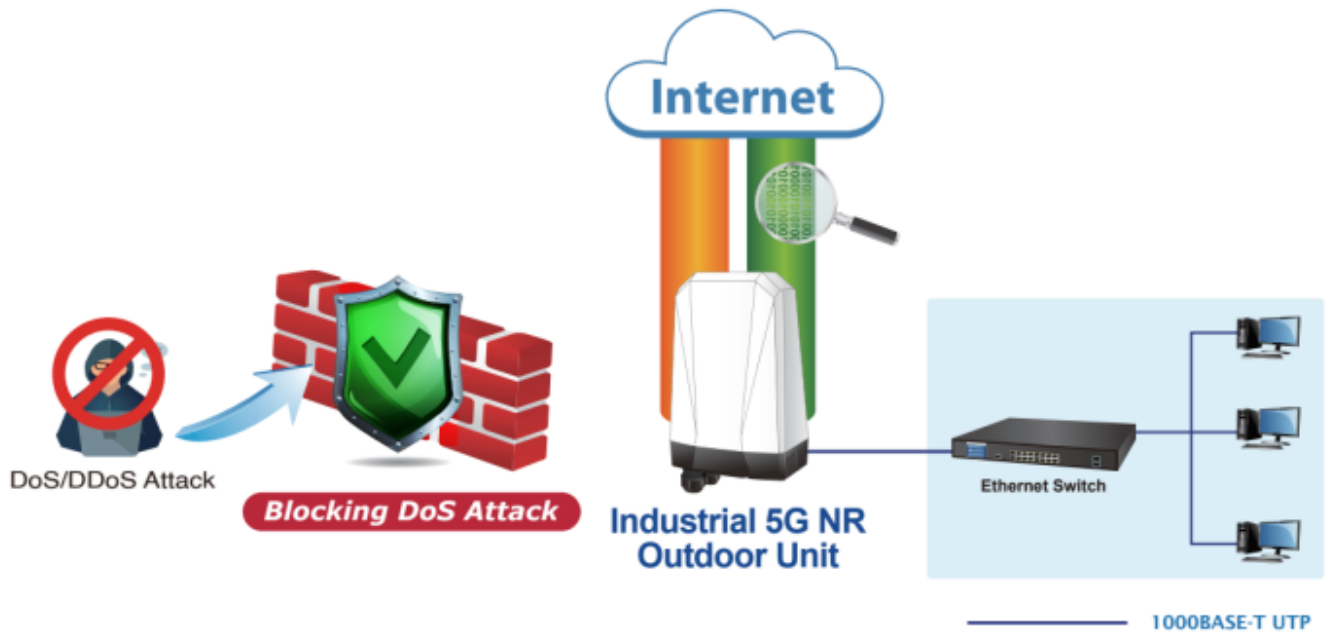 Internet
DoS/DDoS Attack
Blocking DoS Attack
Industrial 5G NR
Outdoor Unit
Ethernet Switch
1000BASE-T UTP